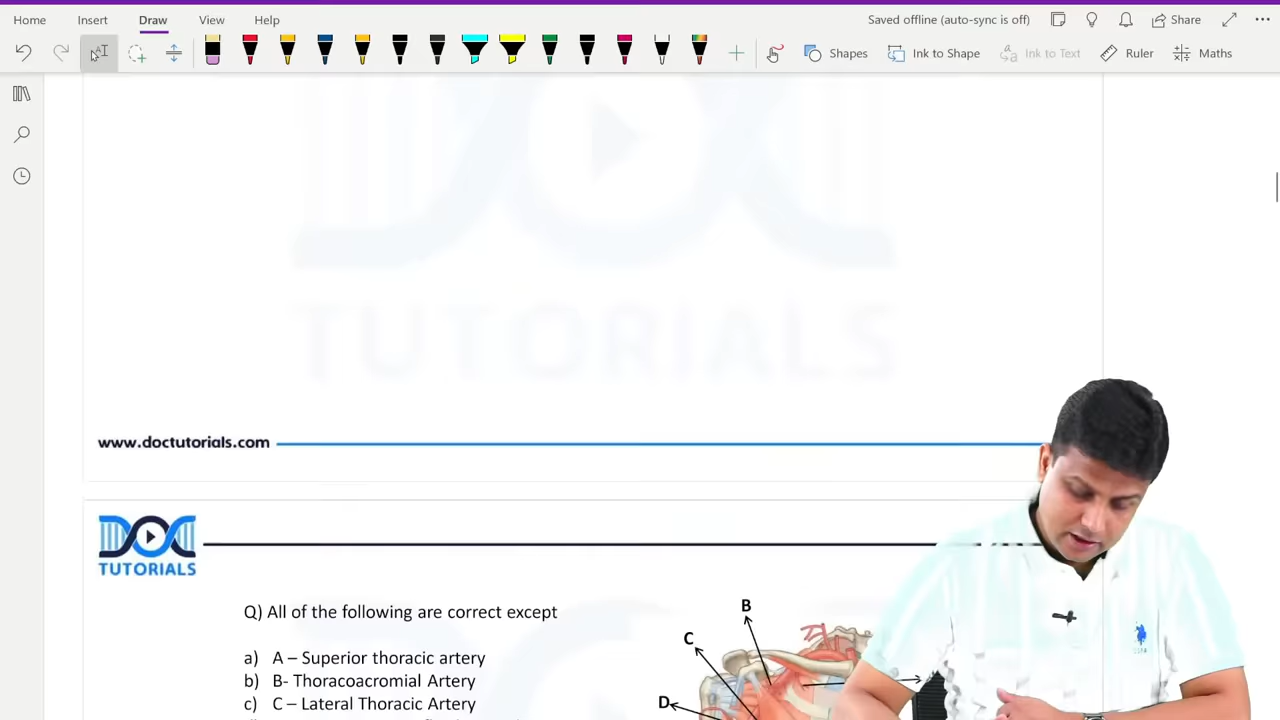 Home Insert Draw View Help Saved offline (auto-sync is off) Share
Shapes Ink to Shape Ink to Text Ruler Maths
TUTORIALS
www.doctutorials.com
TUTORIALS
Q) All of the following are correct except
a) A – Superior thoracic artery
b) B- Thoracoacromial Artery
c) C – Lateral Thoracic Artery
B
C
D